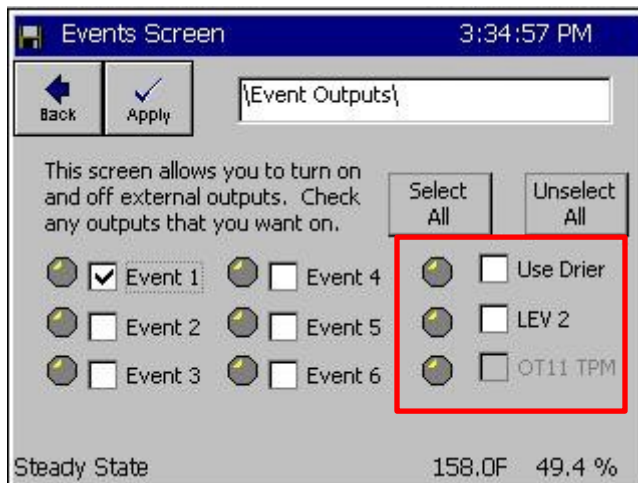 Events Screen 3:34:57 PM
Back Apply \Event Outputs\
This screen allows you to turn on
and off external outputs. Check
any outputs that you want on.
Select All
Unselect All
Event 1 Event 4 Use Drier
Event 2 Event 5 LEV 2
Event 3 Event 6 OT11 TPM
Steady State 158.0F 49.4 %